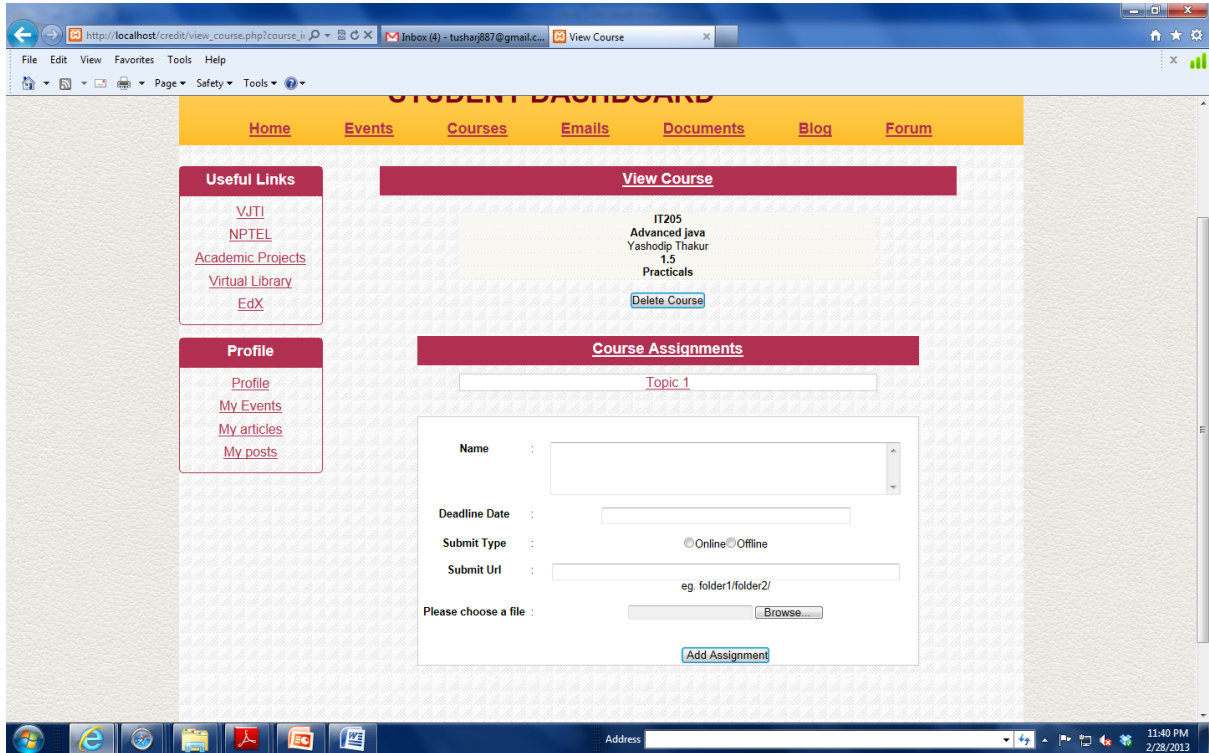 http://localhost/credit/view_course.php?course_i
Inbox (4) - tusharj887@gmail.c...
View Course
File Edit View Favorites Tools Help
Page Safety Tools
STUDENT DASHBOARD
Home Events Courses Emails Documents Blog Forum
Useful Links
VJTI
NPTEL
Academic Projects
Virtual Library
EdX
Profile
Profile
My Events
My articles
My posts
View Course
IT205
Advanced java
Yashodip Thakur
1.5
Practicals
Delete Course
Course Assignments
Topic 1
Name :
Deadline Date :
Submit Type : Online Offline
Submit Url :
eg. folder1/folder2/
Please choose a file : Browse...
Add Assignment
Address
11:40 PM
2/28/2013